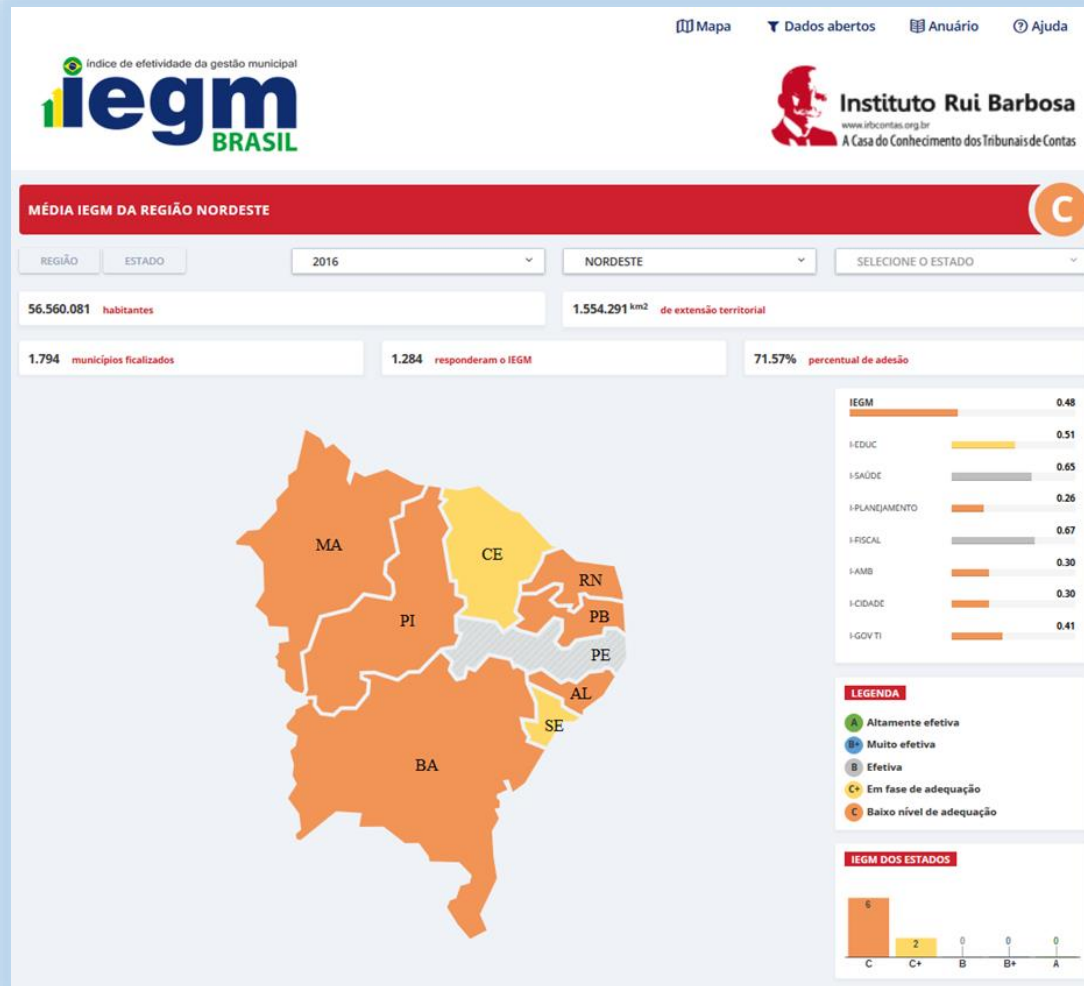 Mapa
Dados abertos
Anuário
Ajuda
índice de efetividade da gestão municipal
iegm
BRASIL
Instituto Rui Barbosa
www.irbcontas.org.br
A Casa do Conhecimento dos Tribunais de Contas
MÉDIA IEGM DA REGIÃO NORDESTE
C
REGIÃO
ESTADO
2016
NORDESTE
SELECIONE O ESTADO
56.560.081 habitantes
1.554.291 km2 de extensão territorial
1.794 municípios ficalizados
1.284 responderam o IEGM
71.57% percentual de adesão
IEGM 0.48
I-EDUC 0.51
I-SAÚDE 0.65
I-PLANEJAMENTO 0.26
I-FISCAL 0.67
I-AMB 0.30
I-CIDADE 0.30
I-GOV TI 0.41
MA
PI
CE
RN
PB
PE
AL
SE
BA
LEGENDA
A Altamente efetiva
B+ Muito efetiva
B Efetiva
C+ Em fase de adequação
C Baixo nível de adequação
IEGM DOS ESTADOS
6 2 0 0 0
C C+ B B+ A